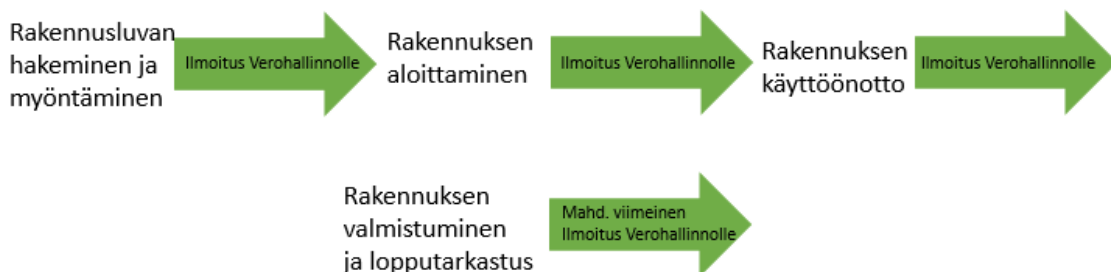 Rakennusluvan
hakeminen ja
myöntäminen
Ilmoitus Verohallinnolle
Rakennuksen
aloittaminen
Ilmoitus Verohallinnolle
Rakennuksen
käyttöönotto
Ilmoitus Verohallinnolle
Rakennuksen
valmistuminen
ja lopputarkastus
Mahd. viimeinen
Ilmoitus Verohallinnolle